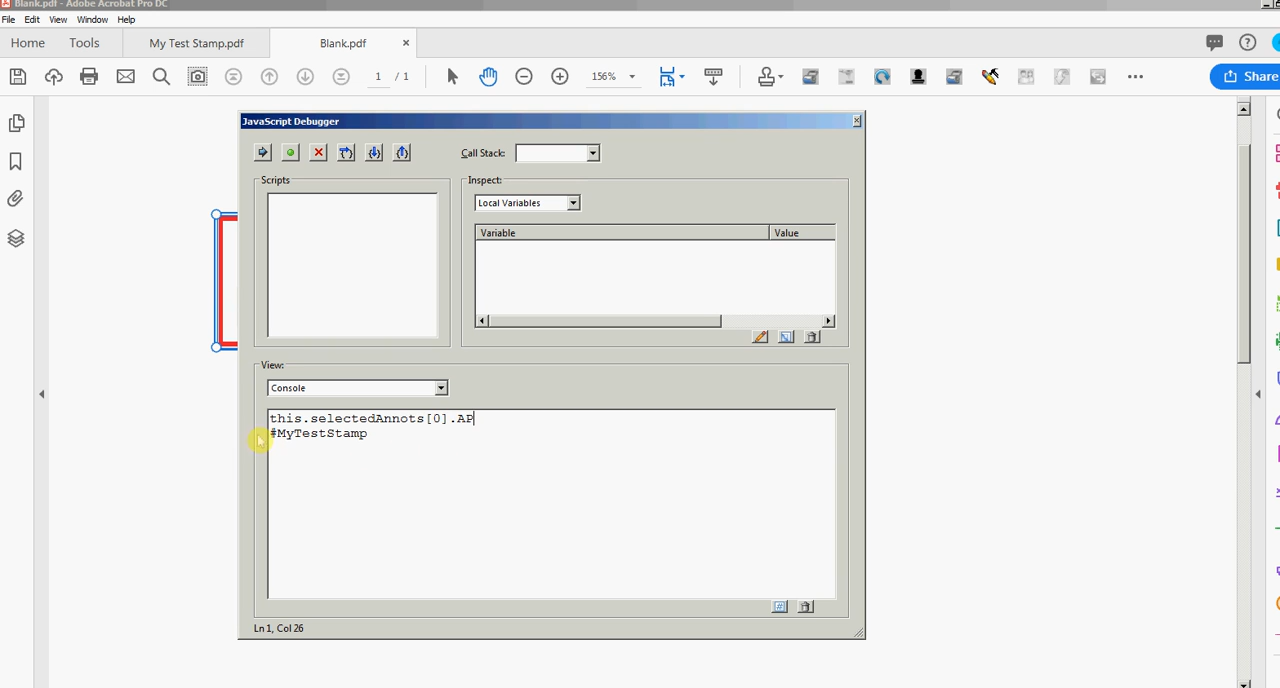 Blank.pdf - Adobe Acrobat Pro DC
File Edit View Window Help
Home Tools My Test Stamp.pdf Blank.pdf ×
1 / 1 156% Share
JavaScript Debugger
Call Stack:
Scripts
Inspect:
Local Variables
Variable Value
View:
Console
this.selectedAnnots[0].AP
#MyTestStamp
Ln 1, Col 26